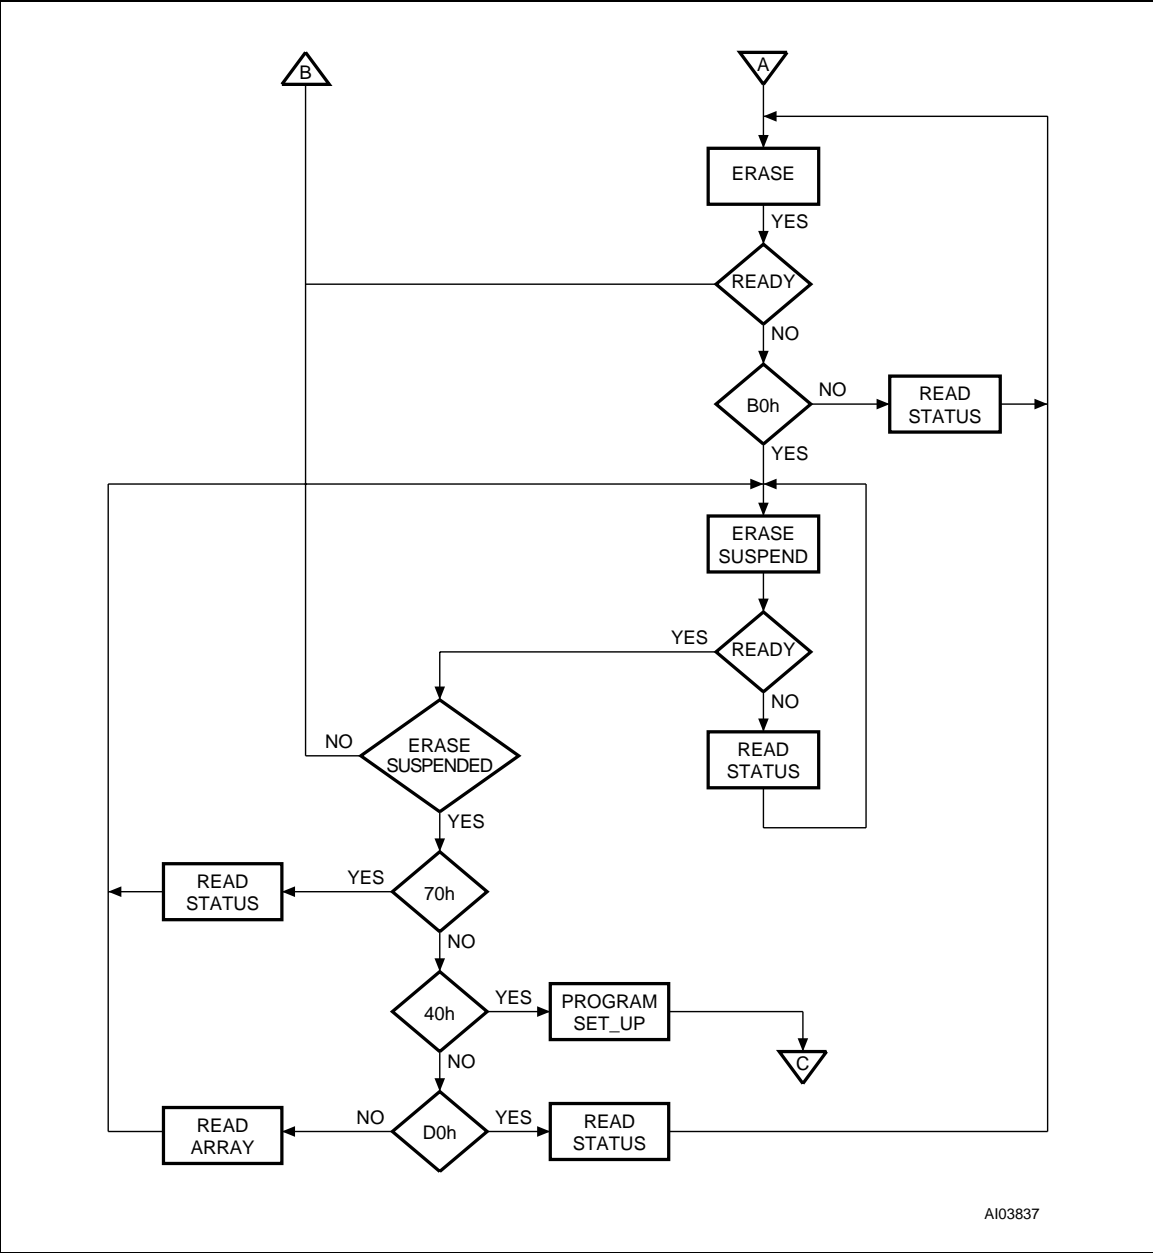 B
A
ERASE
YES
READY
NO
B0h
NO
READ
STATUS
YES
ERASE
SUSPEND
YES
READY
NO
NO
ERASE
SUSPENDED
READ
STATUS
YES
READ
STATUS
YES
70h
NO
40h
YES
PROGRAM
SET_UP
C
NO
READ
ARRAY
NO
D0h
YES
READ
STATUS
AI03837